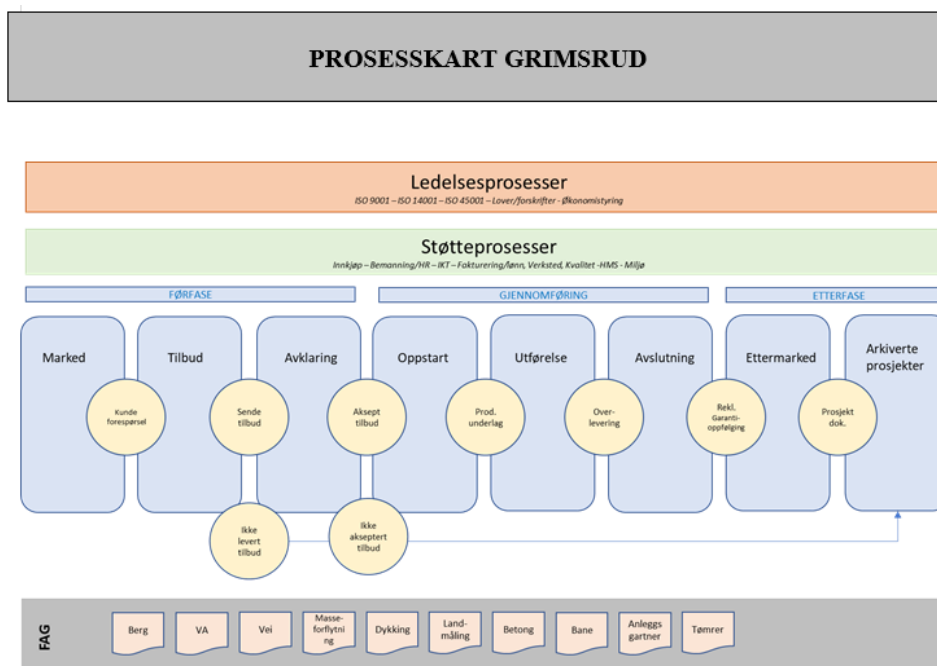 PROSESSKART GRIMSRUD
Ledelsesprosesser
ISO 9001 – ISO 14001 – ISO 45001 – Lover/forskrifter - Økonomistyring
Støtteprosesser
Innkjøp – Bemanning/HR – IKT – Fakturering/lønn, Verksted, Kvalitet -HMS - Miljø
FØRFASE
GJENNOMFØRING
ETTERFASE
Marked
Tilbud
Avklaring
Oppstart
Utførelse
Avslutning
Ettermarked
Arkiverte
prosjekter
Kunde
forespørsel
Sende
tilbud
Aksept
tilbud
Prod.
underlag
Over-
levering
Rekl.
Garanti-
oppfølging
Prosjekt
dok.
Ikke
levert
tilbud
Ikke
akseptert
tilbud
FAG
Berg
VA
Vei
Masse-
forflytni
ng
Dykking
Land-
måling
Betong
Bane
Anleggs
gartner
Tømrer